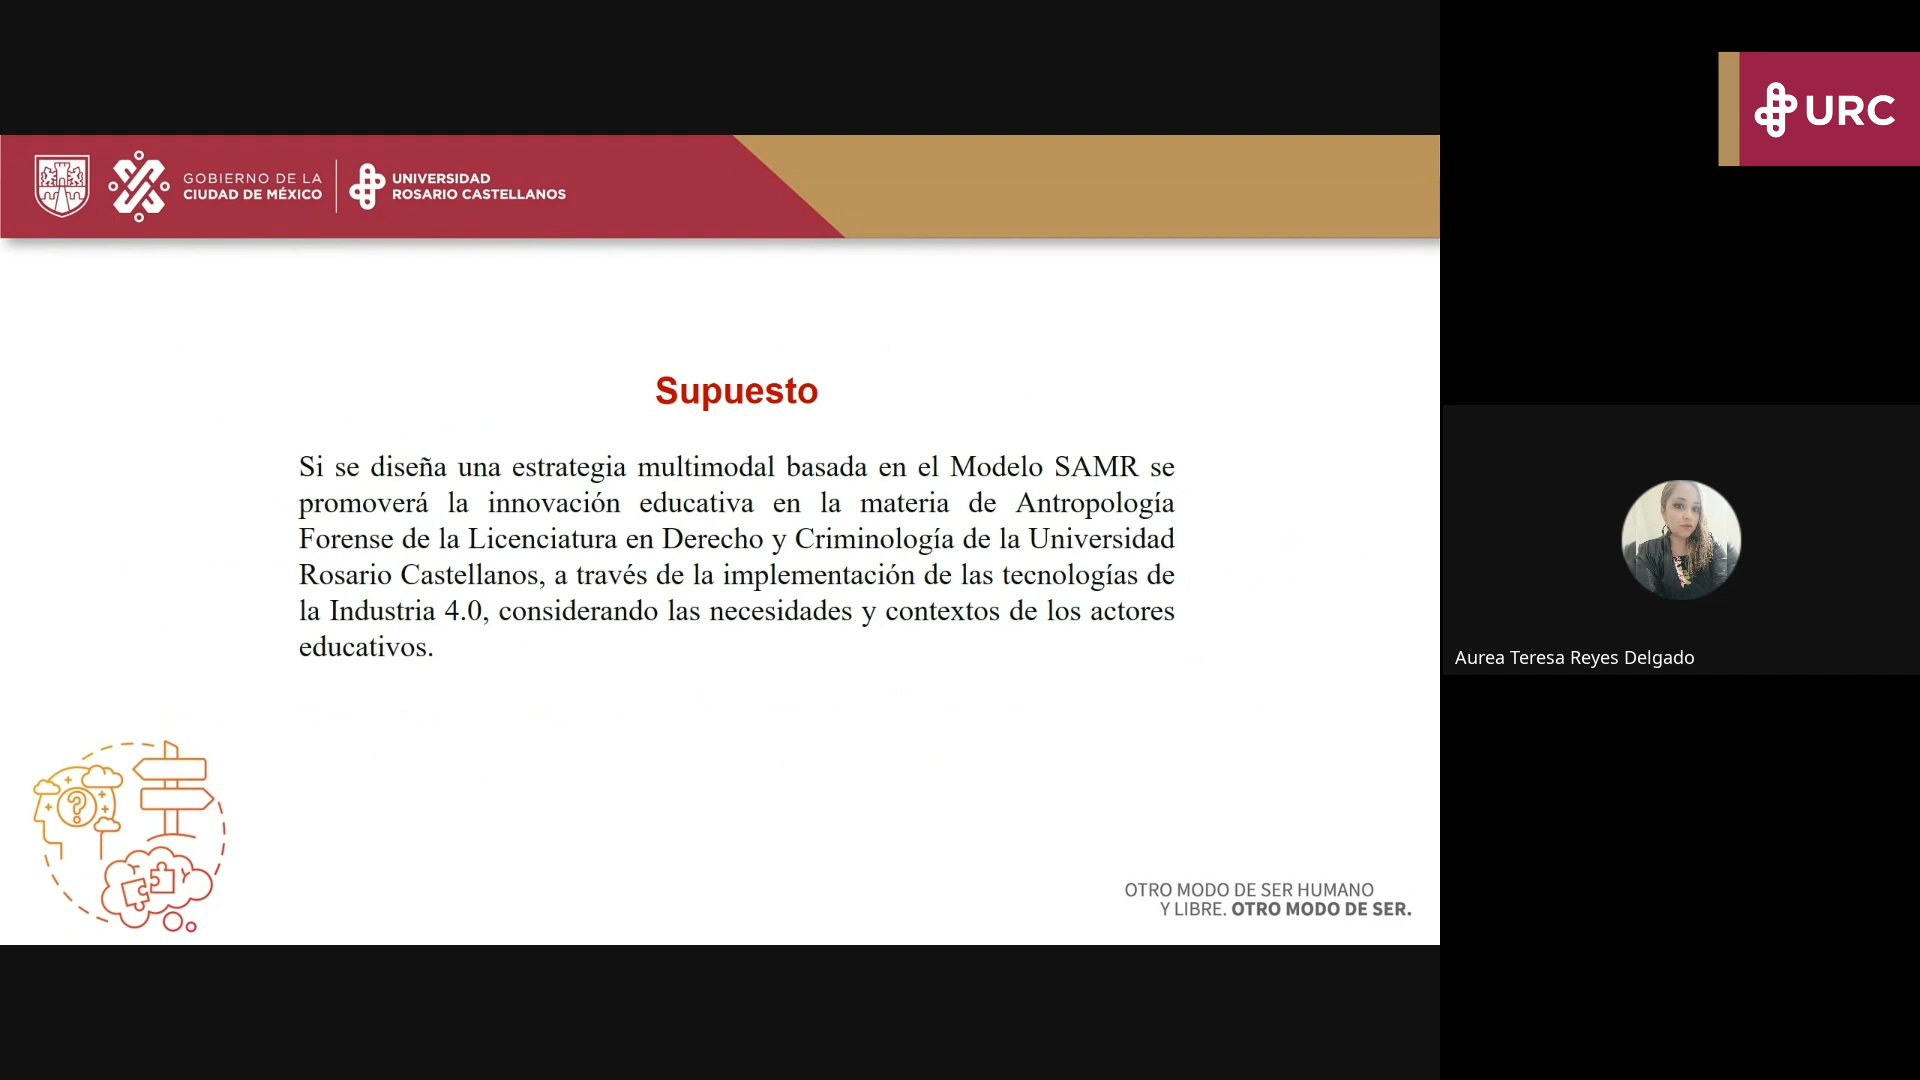 GOBIERNO DE LA
CIUDAD DE MÉXICO
UNIVERSIDAD
ROSARIO CASTELLANOS
URC
Supuesto
Si se diseña una estrategia multimodal basada en el Modelo SAMR se
promoverá la innovación educativa en la materia de Antropología
Forense de la Licenciatura en Derecho y Criminología de la Universidad
Rosario Castellanos, a través de la implementación de las tecnologías de
la Industria 4.0, considerando las necesidades y contextos de los actores
educativos.
Aurea Teresa Reyes Delgado
?
OTRO MODO DE SER HUMANO
Y LIBRE. OTRO MODO DE SER.